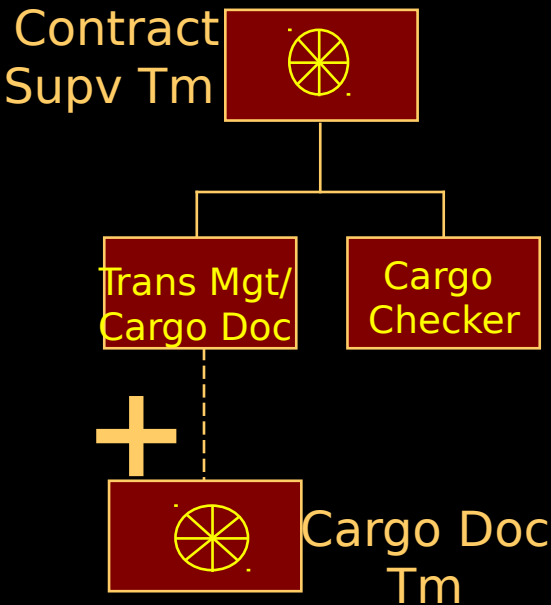 Contract
Supv Tm
Trans Mgt/
Cargo Doc
Cargo
Checker
+
Cargo Doc
Tm